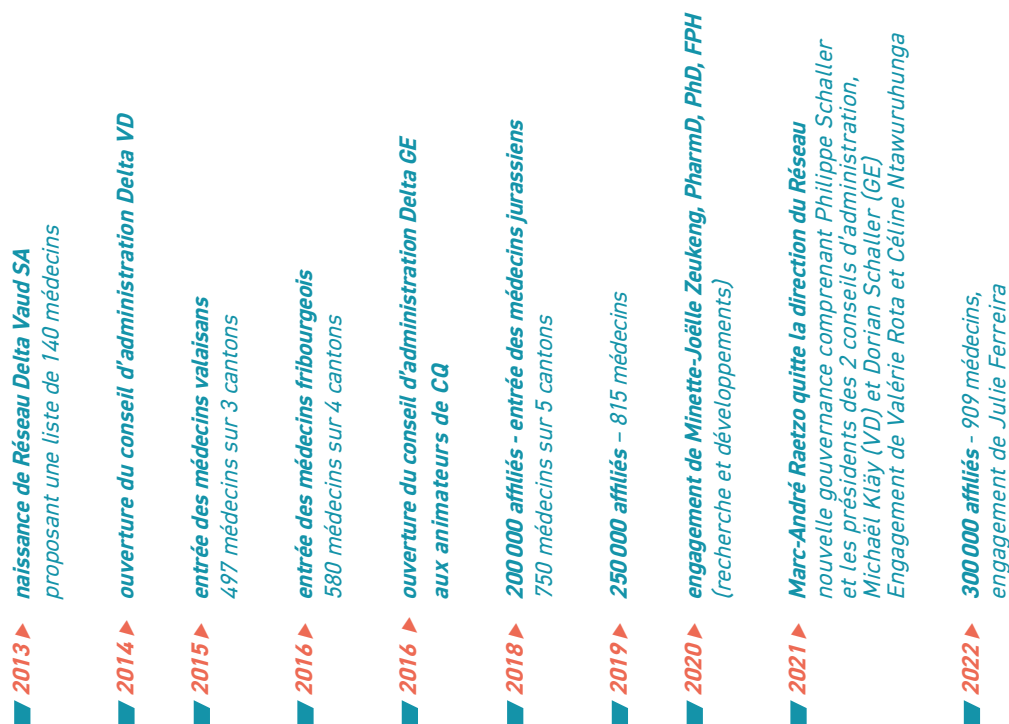 2013 ▶ naissance de Réseau Delta Vaud SA
proposant une liste de 140 médecins
2014 ▶ ouverture du conseil d'administration Delta VD
2015 ▶ entrée des médecins valaisans
497 médecins sur 3 cantons
2016 ▶ entrée des médecins fribourgeois
580 médecins sur 4 cantons
2016 ▶ ouverture du conseil d'administration Delta GE
aux animateurs de CQ
2018 ▶ 200 000 affiliés - entrée des médecins jurassiens
750 médecins sur 5 cantons
2019 ▶ 250 000 affiliés – 815 médecins
2020 ▶ engagement de Minette-Joëlle Zeukeng, PharmD, PhD, FPH
(recherche et développements)
2021 ▶ Marc-André Raetzo quitte la direction du Réseau
nouvelle gouvernance comprenant Philippe Schaller
et les présidents des 2 conseils d'administration,
Michaël Kläy (VD) et Dorian Schaller (GE)
Engagement de Valérie Rota et Céline Ntawuruhunga
2022 ▶ 300 000 affiliés - 909 médecins,
engagement de Julie Ferreira